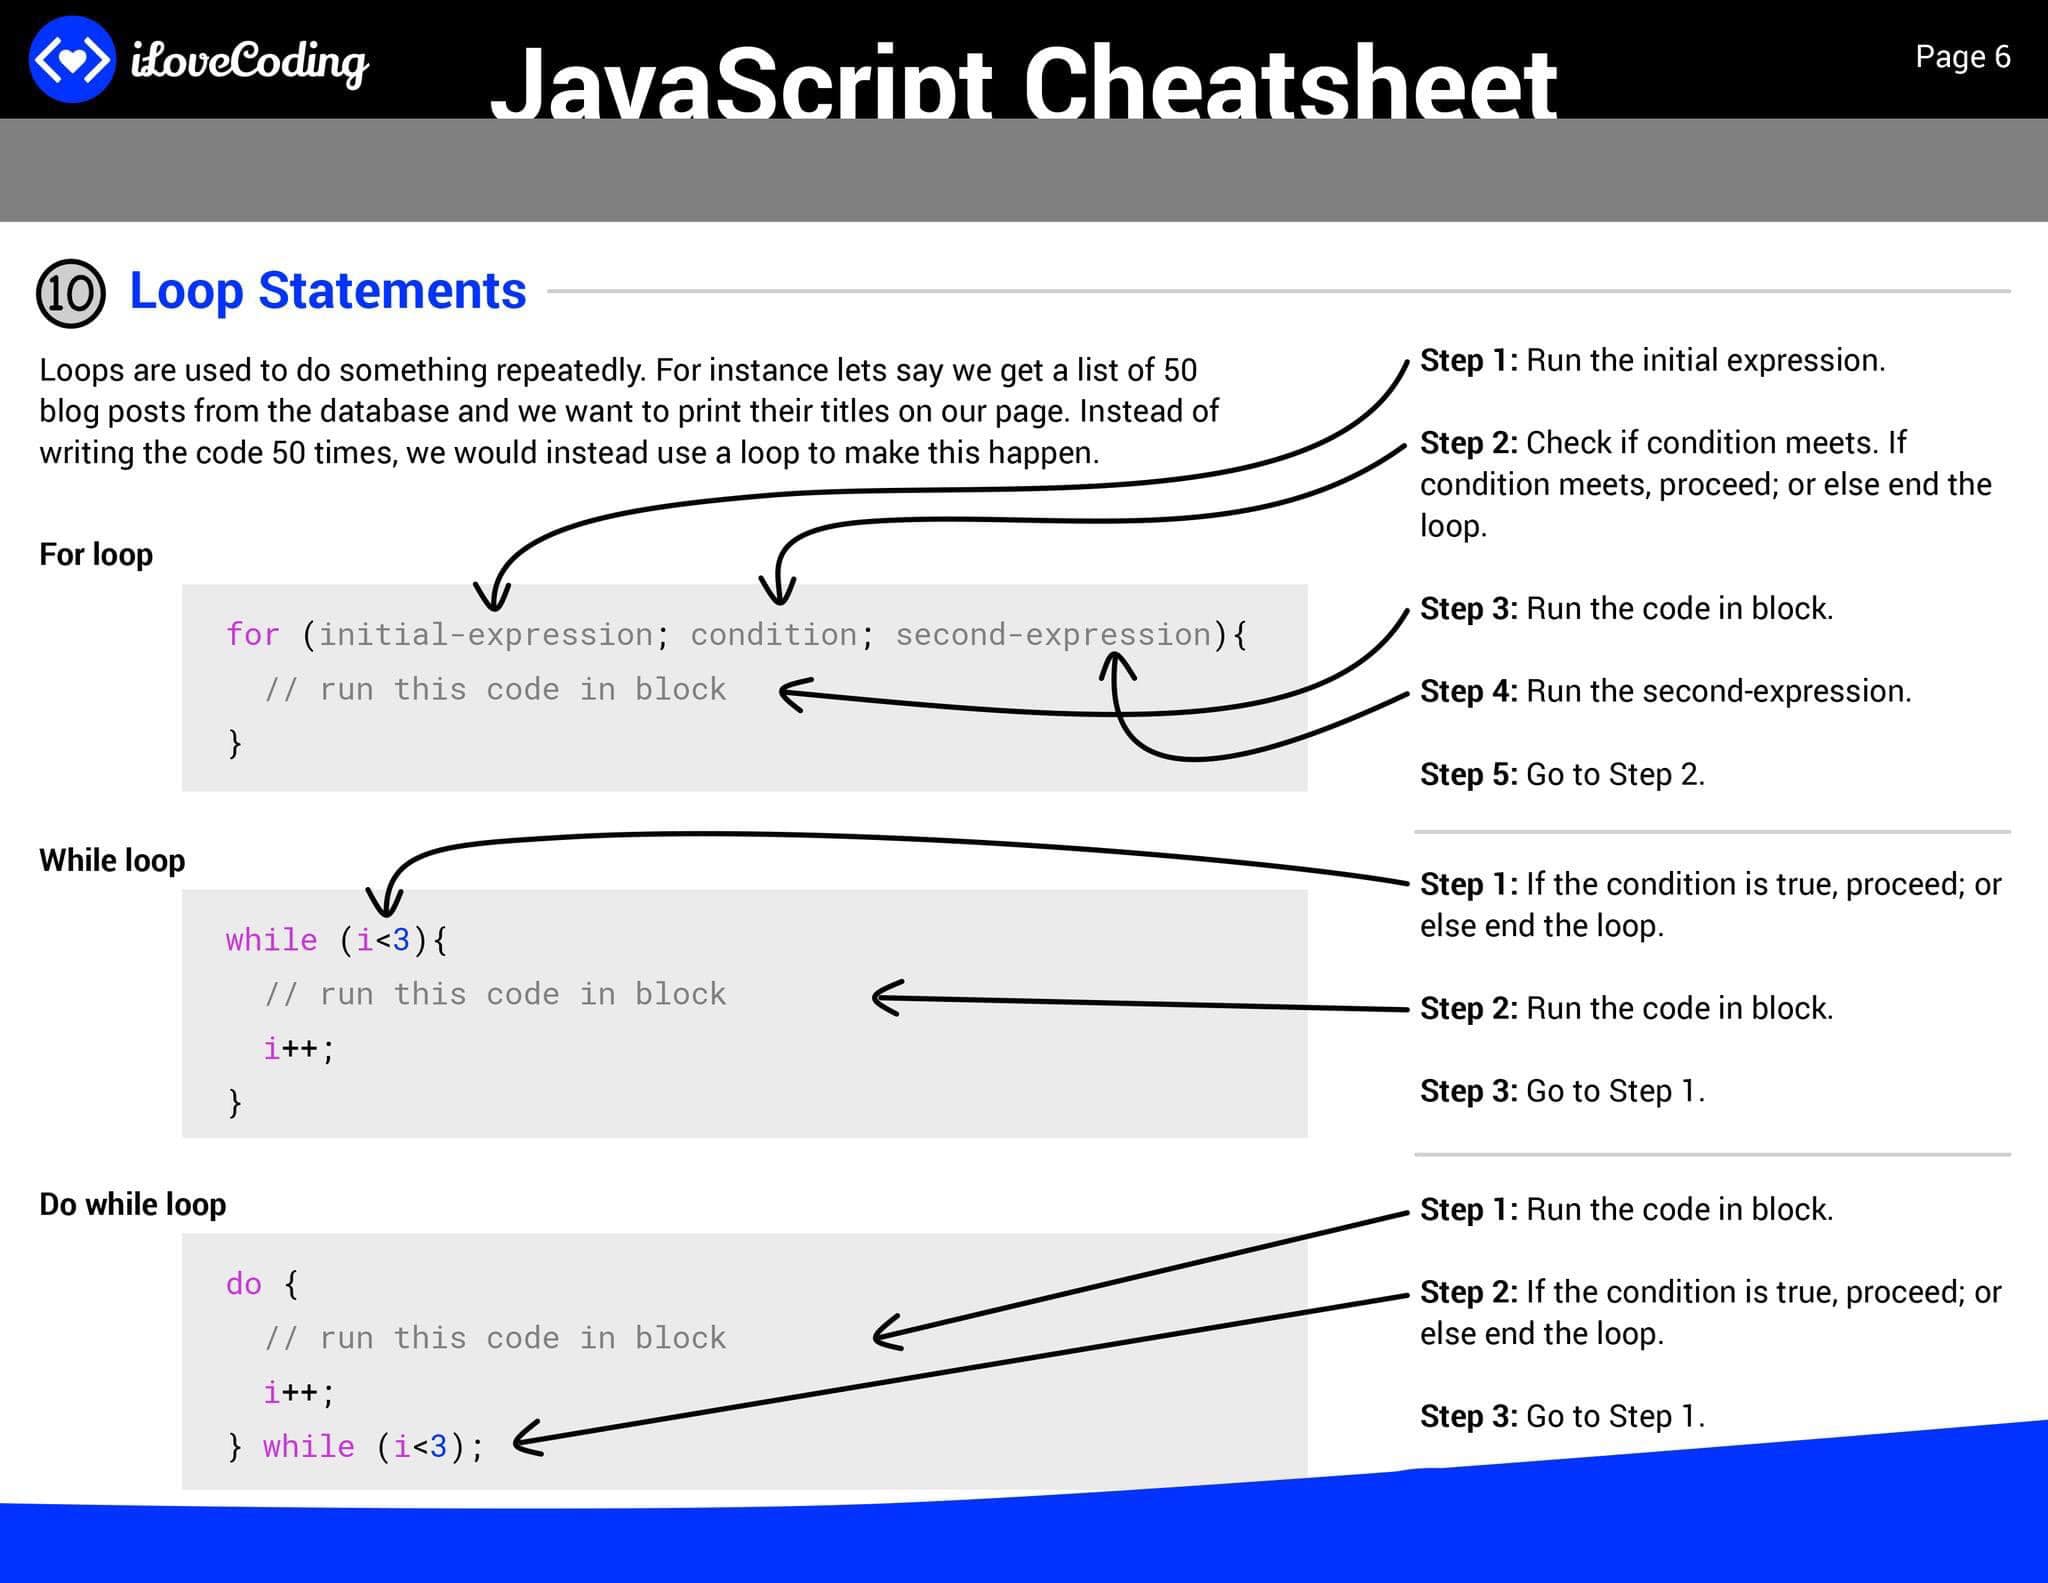 iLoveCoding
JavaScript Cheatsheet
Page 6
10
Loop Statements
Loops are used to do something repeatedly. For instance lets say we get a list of 50
blog posts from the database and we want to print their titles on our page. Instead of
writing the code 50 times, we would instead use a loop to make this happen.
For loop
for (initial-expression; condition; second-expression){
// run this code in block
}
Step 1: Run the initial expression.
Step 2: Check if condition meets. If
condition meets, proceed; or else end the
loop.
Step 3: Run the code in block.
Step 4: Run the second-expression.
Step 5: Go to Step 2.
While loop
while (i<3){
// run this code in block
i++;
}
Step 1: If the condition is true, proceed; or
else end the loop.
Step 2: Run the code in block.
Step 3: Go to Step 1.
Do while loop
do {
// run this code in block
i++;
} while (i<3);
Step 1: Run the code in block.
Step 2: If the condition is true, proceed; or
else end the loop.
Step 3: Go to Step 1.